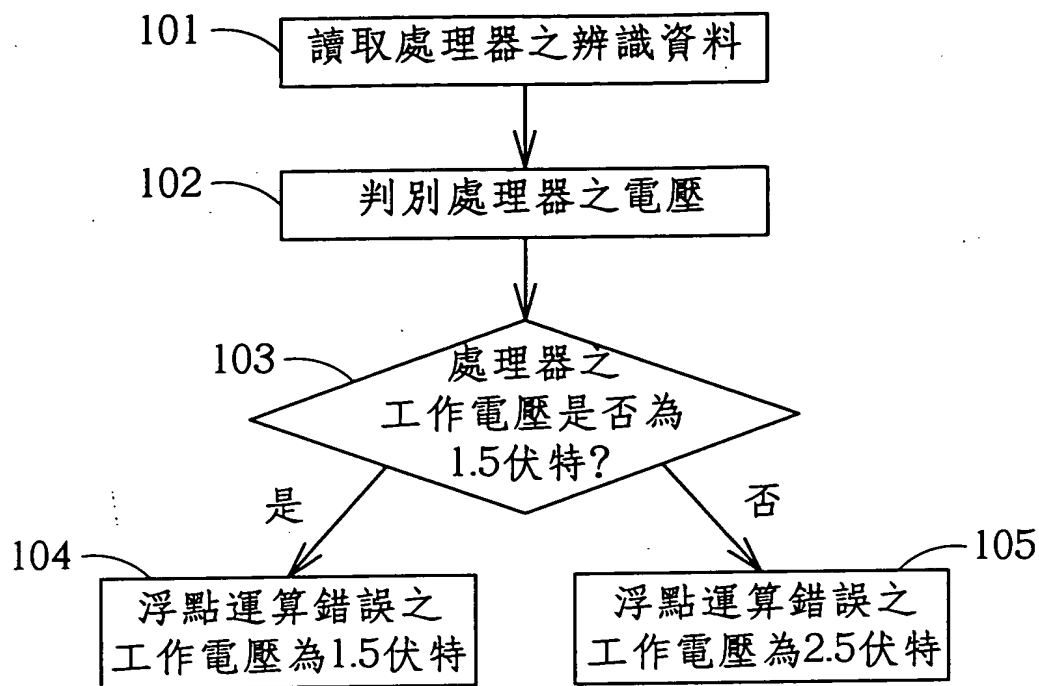 101
讀取處理器之辨識資料
102
判別處理器之電壓
103
處理器之
工作電壓是否為
1.5伏特?
是
否
104
浮點運算錯誤之
工作電壓為1.5伏特
105
浮點運算錯誤之
工作電壓為2.5伏特